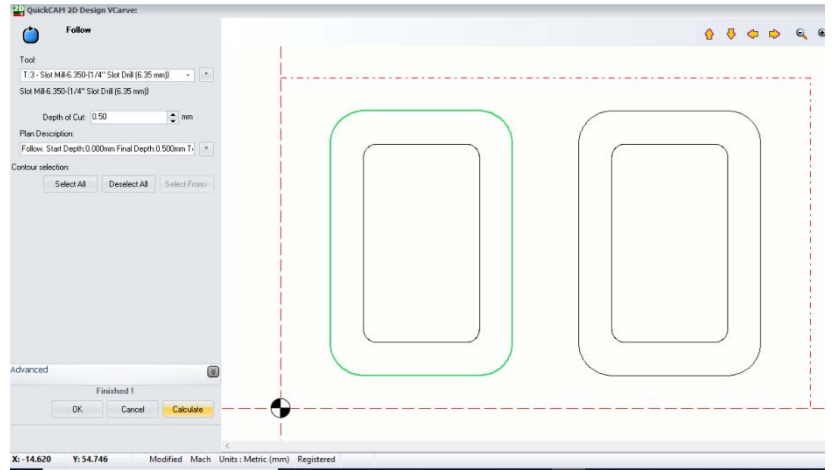 QuickCAM 2D Design VCarve:
Follow
Tool:
T:3 - Slot Mill-6.350-(1/4" Slot Drill (6.35 mm))
Slot Mill-6.350-(1/4" Slot Drill (6.35 mm))
Depth of Cut: 0.50 mm
Plan Description:
Follow. Start Depth:0.000mm Final Depth:0.500mm T
Contour selection:
Select All Deselect All Select From
Advanced
Finished !
OK Cancel Calculate
X: -14.620 Y: 54.746 Modified Mach Units : Metric (mm) Registered